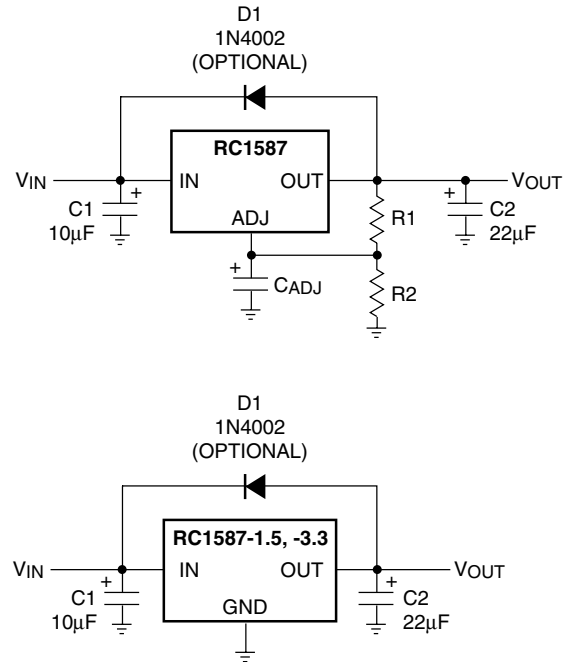 D1
1N4002
(OPTIONAL)
RC1587
VIN
IN
OUT
VOUT
+
C1
10μF
ADJ
R1
+
C2
22μF
+
CADJ
R2
D1
1N4002
(OPTIONAL)
RC1587-1.5, -3.3
VIN
IN
OUT
VOUT
+
C1
10μF
GND
+
C2
22μF